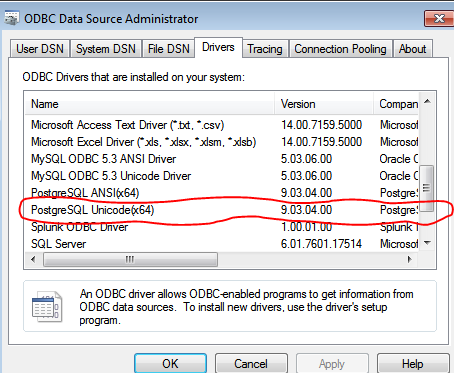 ODBC Data Source Administrator
User DSN System DSN File DSN Drivers Tracing Connection Pooling About
ODBC Drivers that are installed on your system:
Name Version Compan
Microsoft Access Text Driver (*.txt, *.csv) 14.00.7159.5000 Microsof
Microsoft Excel Driver (*.xls, *.xlsx, *.xlsm, *.xlsb) 14.00.7159.5000 Microsof
MySQL ODBC 5.3 ANSI Driver 5.03.06.00 Oracle C
MySQL ODBC 5.3 Unicode Driver 5.03.06.00 Oracle C
PostgreSQL ANSI(x64) 9.03.04.00 PostgreS
PostgreSQL Unicode(x64) 9.03.04.00 PostgreS
Splunk ODBC Driver 1.00.01.00 Splunk I
SQL Server 6.01.7601.17514 Microsof
An ODBC driver allows ODBC-enabled programs to get information from
ODBC data sources. To install new drivers, use the driver's setup
program.
OK Cancel Apply Help